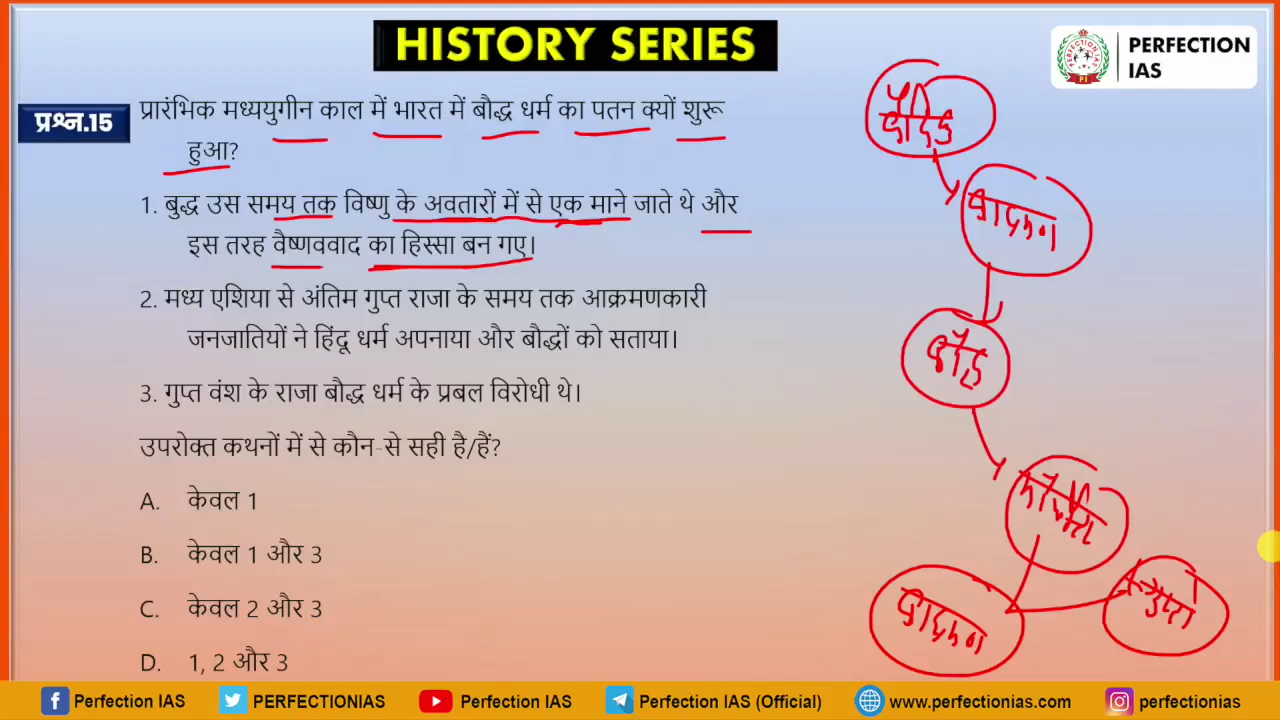 HISTORY SERIES
PERFECTION
IAS
प्रश्न.15
प्रारंभिक मध्ययुगीन काल में भारत में बौद्ध धर्म का पतन क्यों शुरू
हुआ?
1. बुद्ध उस समय तक विष्णु के अवतारों में से एक माने जाते थे और
इस तरह वैष्णववाद का हिस्सा बन गए।
2. मध्य एशिया से अंतिम गुप्त राजा के समय तक आक्रमणकारी
जनजातियों ने हिंदू धर्म अपनाया और बौद्धों को सताया।
3. गुप्त वंश के राजा बौद्ध धर्म के प्रबल विरोधी थे।
उपरोक्त कथनों में से कौन-से सही है/हैं?
A. केवल 1
B. केवल 1 और 3
C. केवल 2 और 3
D. 1, 2 और 3
Perfection IAS
PERFECTIONIAS
Perfection IAS
Perfection IAS (Official)
www.perfectionias.com
perfectionias